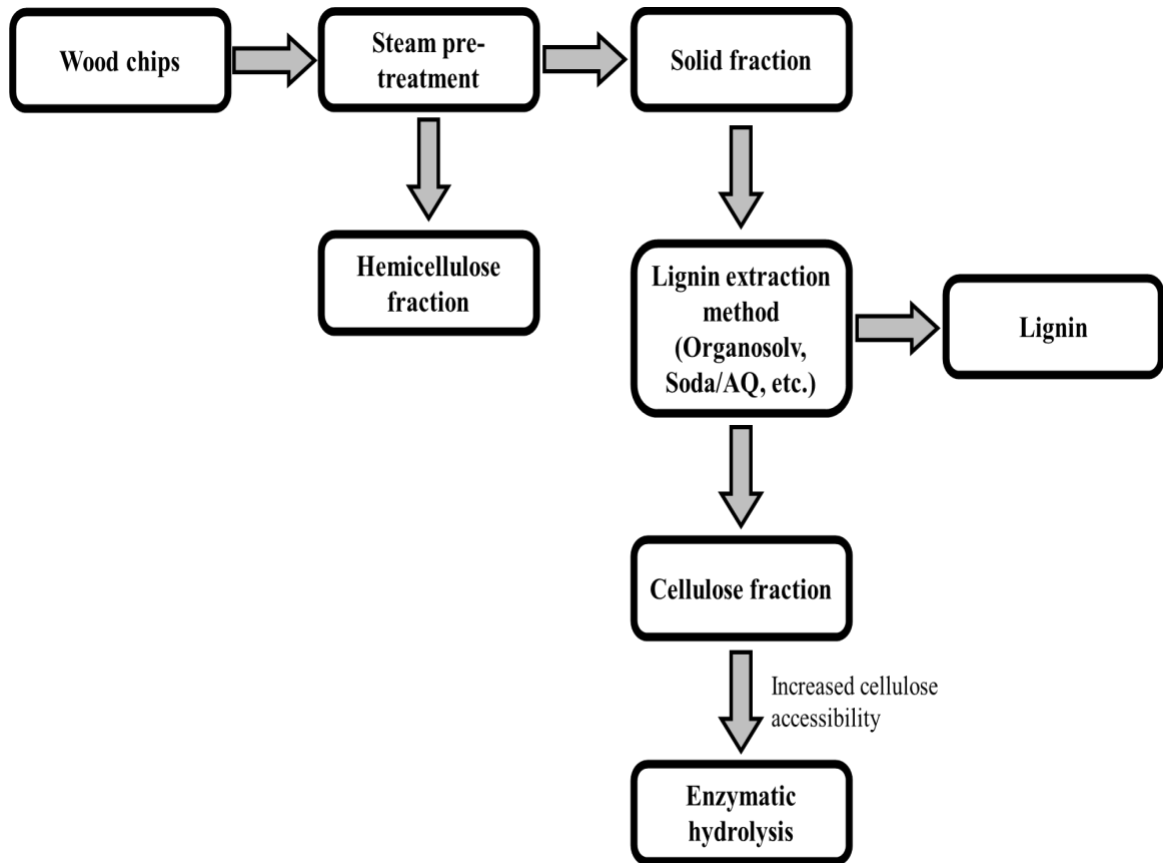 Wood chips
Steam pre-
treatment
Solid fraction
Hemicellulose
fraction
Lignin extraction
method
(Organosolv,
Soda/AQ, etc.)
Lignin
Cellulose fraction
Increased cellulose
accessibility
Enzymatic
hydrolysis